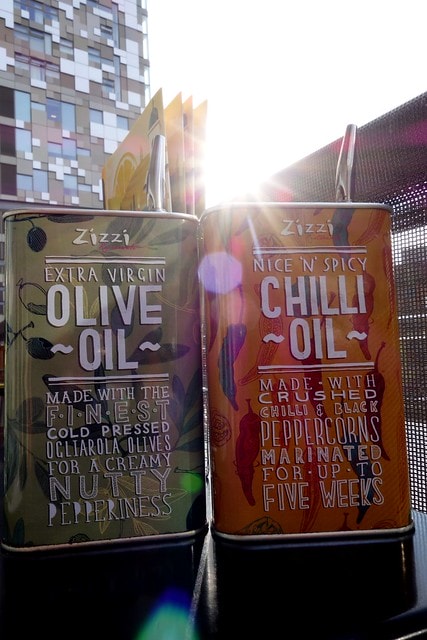 Zizzi
EXTRA VIRGIN
OLIVE
~OIL~
MADE WITH THE
F·I·N·E·S·T
COLD PRESSED
OGLIAROLA OLIVES
FOR A CREAMY
NUTTY
PEPPERINESS
Zizzi
NICE 'N' SPICY
CHILLI
~OIL~
MADE·WITH
CRUSHED
CHILLI & BLACK
PEPPERCORNS
MARINATED
FOR·UP·TO
FIVE WEEKS